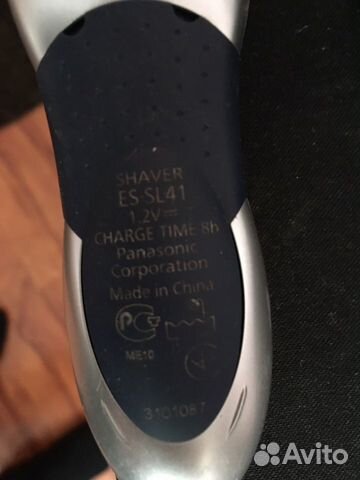 SHAVER
ES-SL41
1.2V⎓
CHARGE TIME 8h
Panasonic
Corporation
Made in China
ME10
3101087
Avito